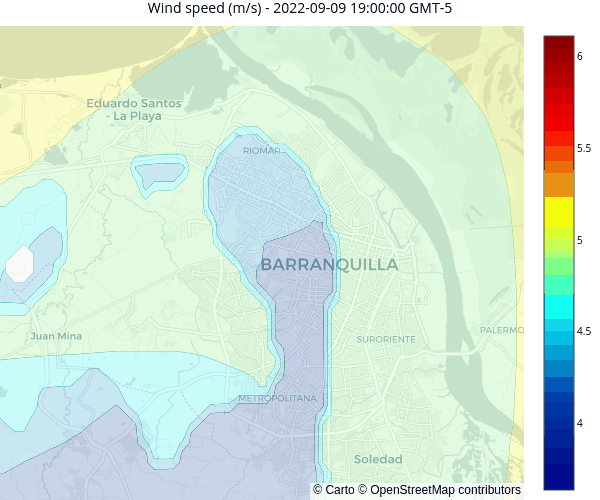 Wind speed (m/s) - 2022-09-09 19:00:00 GMT-5
6
Eduardo Santos
- La Playa
5.5
RIOMAR
5
BARRANQUILLA
4.5
Juan Mina
PALERMO
SURORIENTE
METROPOLITANA
4
Soledad
© Carto © OpenStreetMap contributors